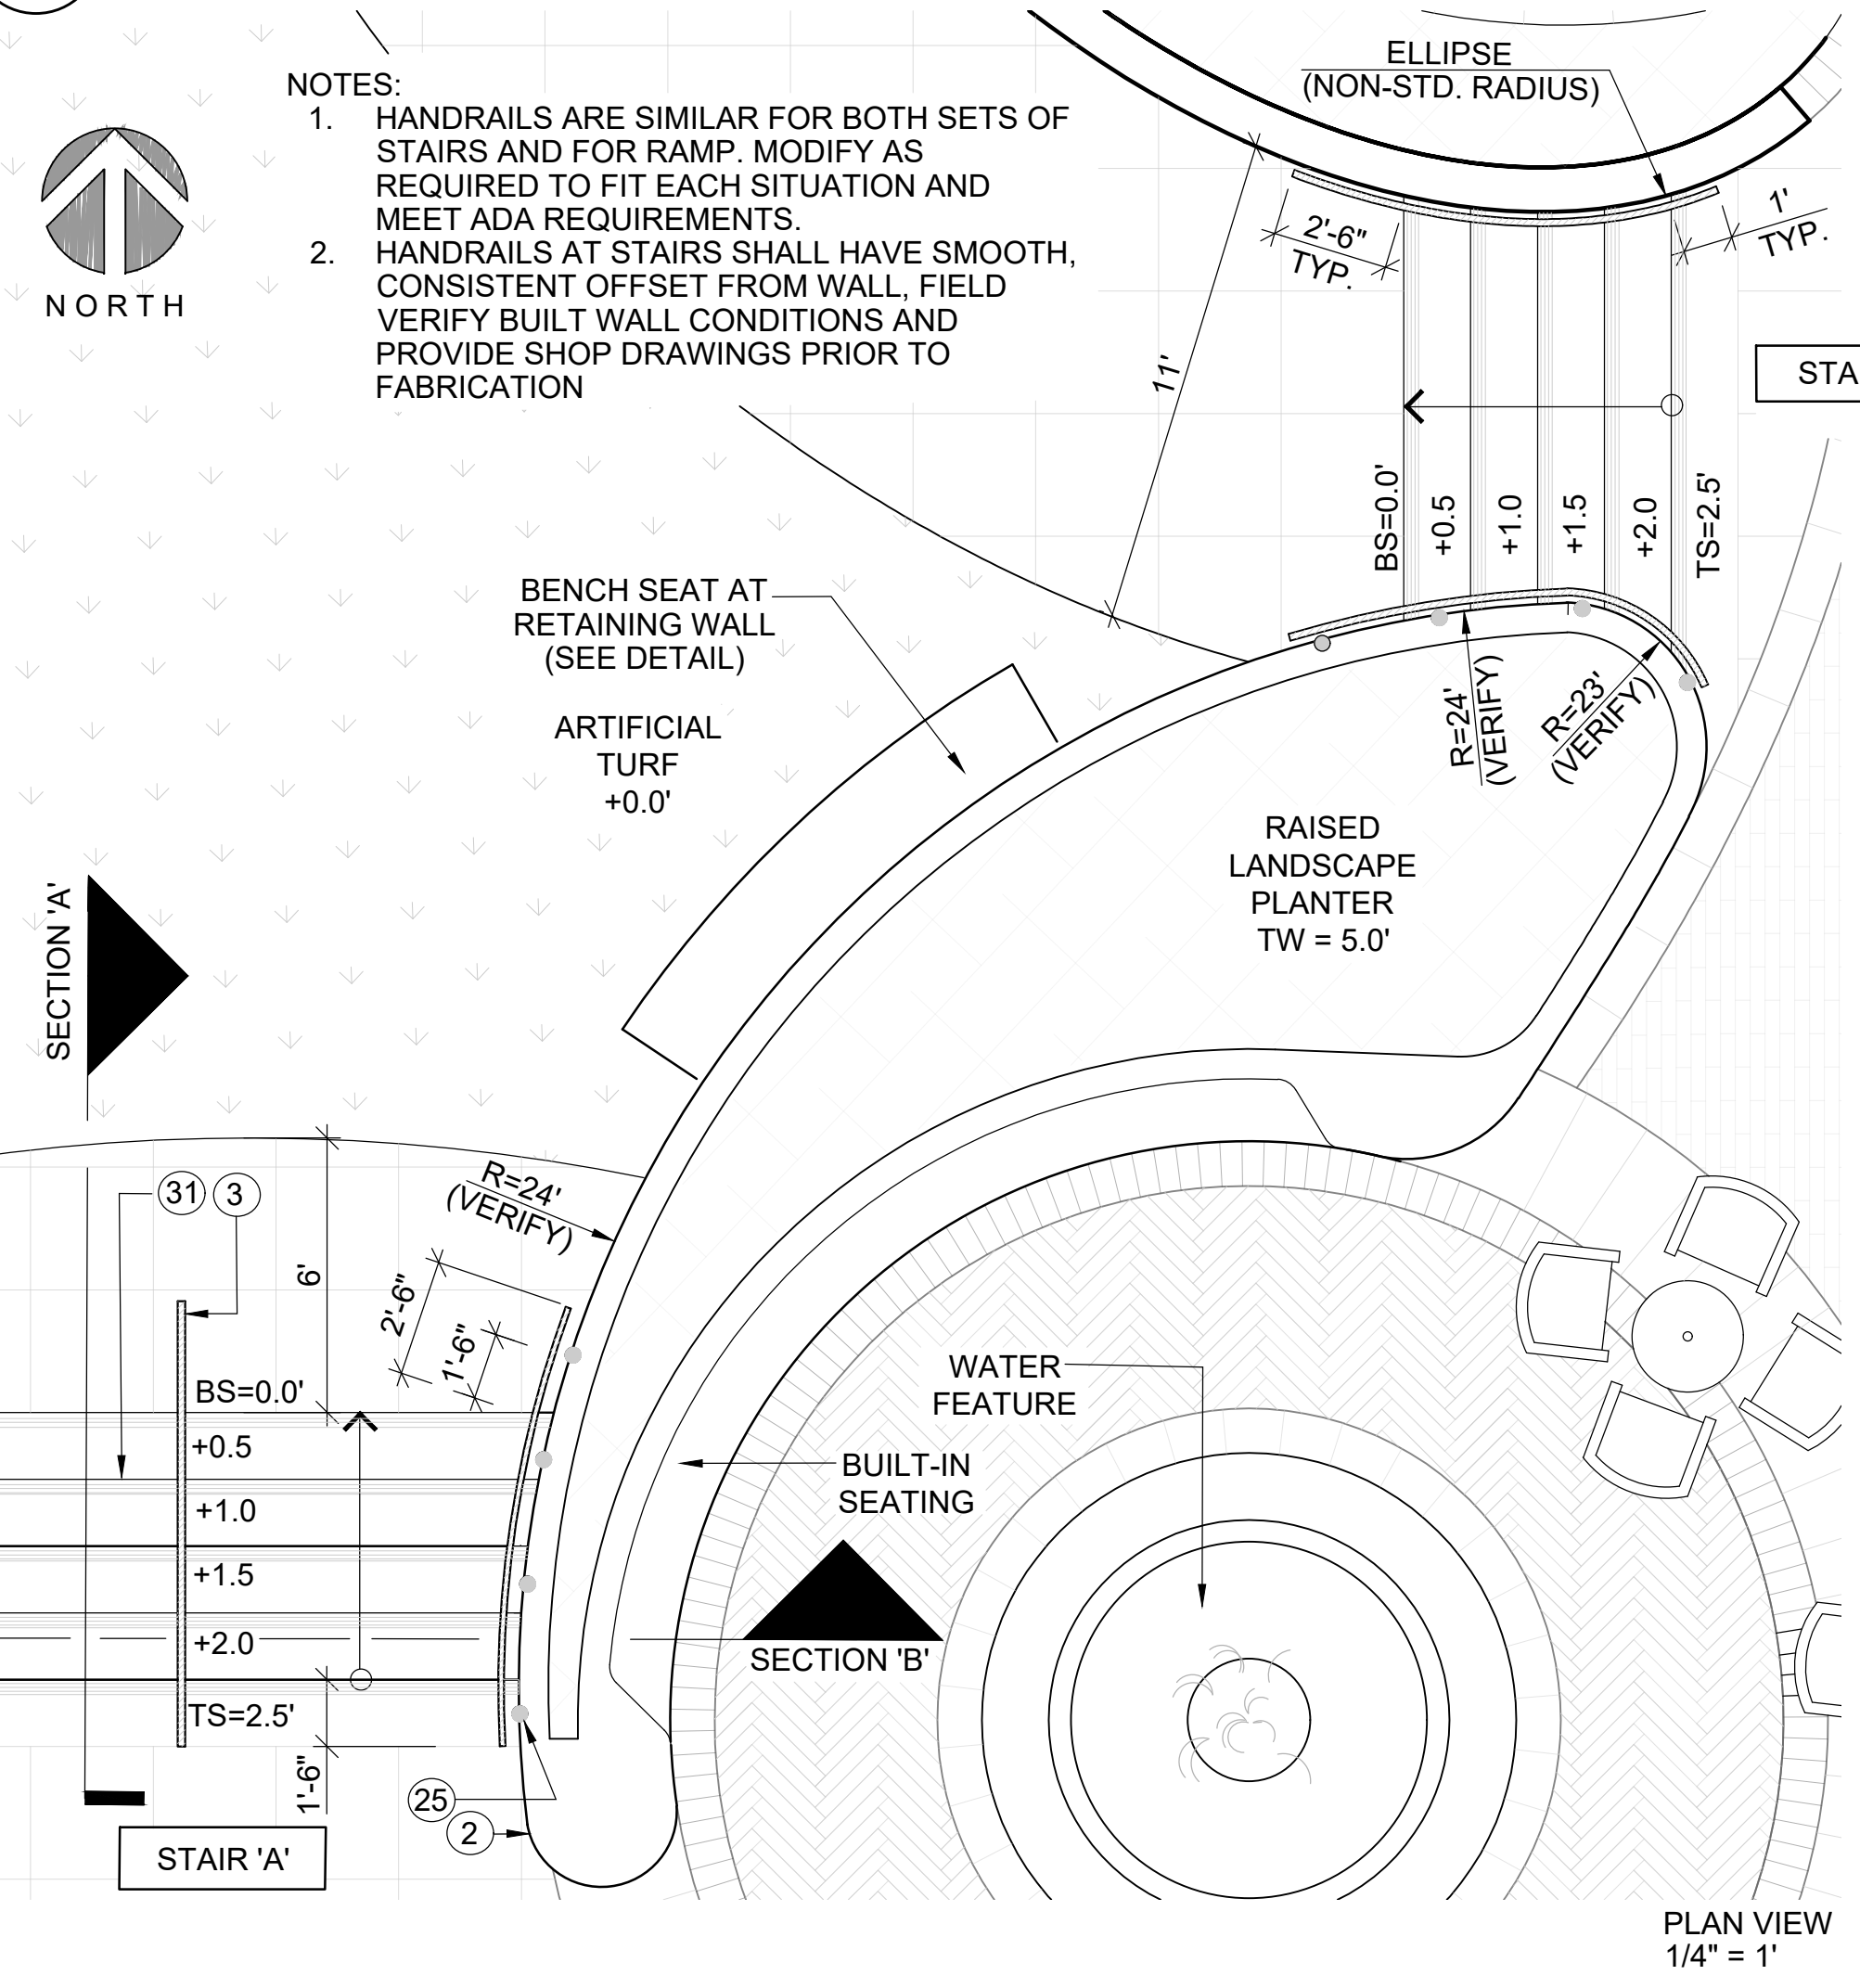 NOTES:
1. HANDRAILS ARE SIMILAR FOR BOTH SETS OF
STAIRS AND FOR RAMP. MODIFY AS
REQUIRED TO FIT EACH SITUATION AND
MEET ADA REQUIREMENTS.
2. HANDRAILS AT STAIRS SHALL HAVE SMOOTH,
CONSISTENT OFFSET FROM WALL, FIELD
VERIFY BUILT WALL CONDITIONS AND
PROVIDE SHOP DRAWINGS PRIOR TO
FABRICATION
NORTH
ELLIPSE
(NON-STD. RADIUS)
2'-6"
TYP.
1'
TYP.
11'
STA
BS=0.0'
+0.5
+1.0
+1.5
+2.0
TS=2.5'
BENCH SEAT AT
RETAINING WALL
(SEE DETAIL)
ARTIFICIAL
TURF
+0.0'
R=24'
(VERIFY)
R=23'
(VERIFY)
RAISED
LANDSCAPE
PLANTER
TW = 5.0'
SECTION 'A'
31
3
R=24'
(VERIFY)
6'
2'-6"
1'-6"
BS=0.0'
+0.5
+1.0
+1.5
+2.0
TS=2.5'
1'-6"
WATER
FEATURE
BUILT-IN
SEATING
SECTION 'B'
25
2
STAIR 'A'
PLAN VIEW
1/4" = 1'